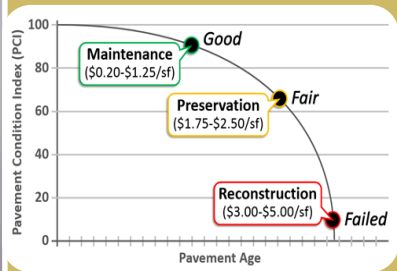 Pavement Condition Index (PCI)
100
80
60
40
20
0
Good
Maintenance
($0.20-$1.25/sf)
Fair
Preservation
($1.75-$2.50/sf)
Reconstruction
($3.00-$5.00/sf)
Failed
Pavement Age